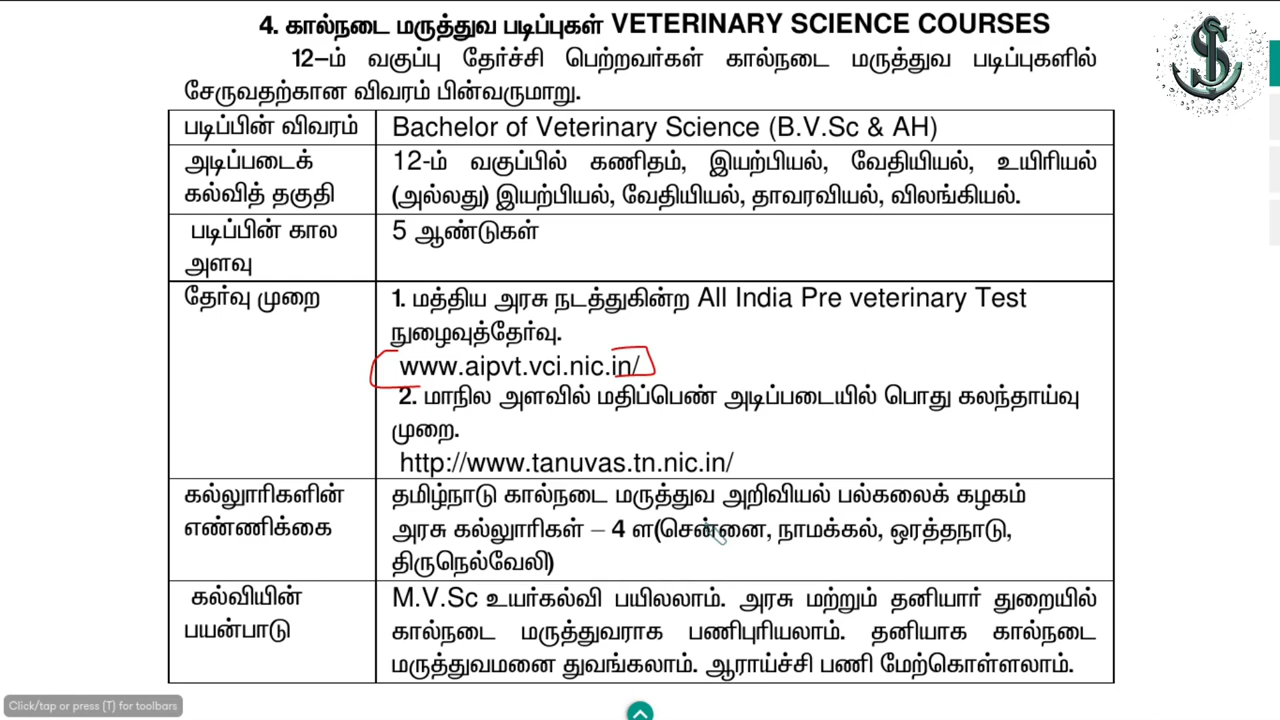 4. கால்நடை மருத்துவ படிப்புகள் VETERINARY SCIENCE COURSES
12–ம் வகுப்பு தேர்ச்சி பெற்றவர்கள் கால்நடை மருத்துவ படிப்புகளில்
சேருவதற்கான விவரம் பின்வருமாறு.
படிப்பின் விவரம் Bachelor of Veterinary Science (B.V.Sc & AH)
அடிப்படைக் 12-ம் வகுப்பில் கணிதம், இயற்பியல், வேதியியல், உயிரியல்
கல்வித் தகுதி (அல்லது) இயற்பியல், வேதியியல், தாவரவியல், விலங்கியல்.
படிப்பின் கால 5 ஆண்டுகள்
அளவு
தேர்வு முறை 1. மத்திய அரசு நடத்துகின்ற All India Pre veterinary Test
நுழைவுத்தேர்வு.
www.aipvt.vci.nic.in/
2. மாநில அளவில் மதிப்பெண் அடிப்படையில் பொது கலந்தாய்வு
முறை.
http://www.tanuvas.tn.nic.in/
கல்லூரிகளின் தமிழ்நாடு கால்நடை மருத்துவ அறிவியல் பல்கலைக் கழகம்
எண்ணிக்கை அரசு கல்லூரிகள் – 4 ள(சென்னை, நாமக்கல், ஒரத்தநாடு,
திருநெல்வேலி)
கல்வியின் M.V.Sc உயர்கல்வி பயிலலாம். அரசு மற்றும் தனியார் துறையில்
பயன்பாடு கால்நடை மருத்துவராக பணிபுரியலாம். தனியாக கால்நடை
மருத்துவமனை துவங்கலாம். ஆராய்ச்சி பணி மேற்கொள்ளலாம்.
Click/tap or press (T) for toolbars